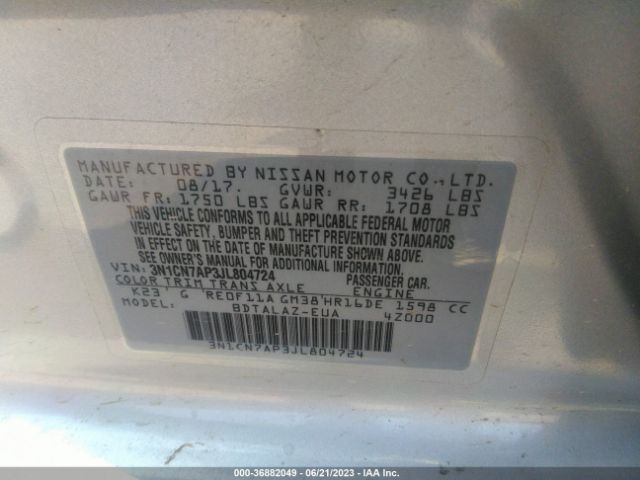 MANUFACTURED BY NISSAN MOTOR CO.,LTD.
DATE: 08/17. GVWR: 3426 LBS
GAWR FR: 1750 LBS GAWR RR: 1708 LBS
THIS VEHICLE CONFORMS TO ALL APPLICABLE FEDERAL MOTOR
VEHICLE SAFETY, BUMPER AND THEFT PREVENTION STANDARDS
IN EFFECT ON THE DATE OF MANUFACTURE SHOWN ABOVE.
SEE OWNER'S MANUAL FOR ADDITIONAL INFORMATION.
VIN: 3N1CN7AP3JL804724 PASSENGER CAR
COLOR TRIM TRANS AXLE ENGINE
K23 G RE0F11A GM38 HR16DE 1598 CC
MODEL: BDTALAZ-EUA 4Z000
3N1CN7AP3JL804724
000-36882049 - 06/21/2023 - IAA Inc.